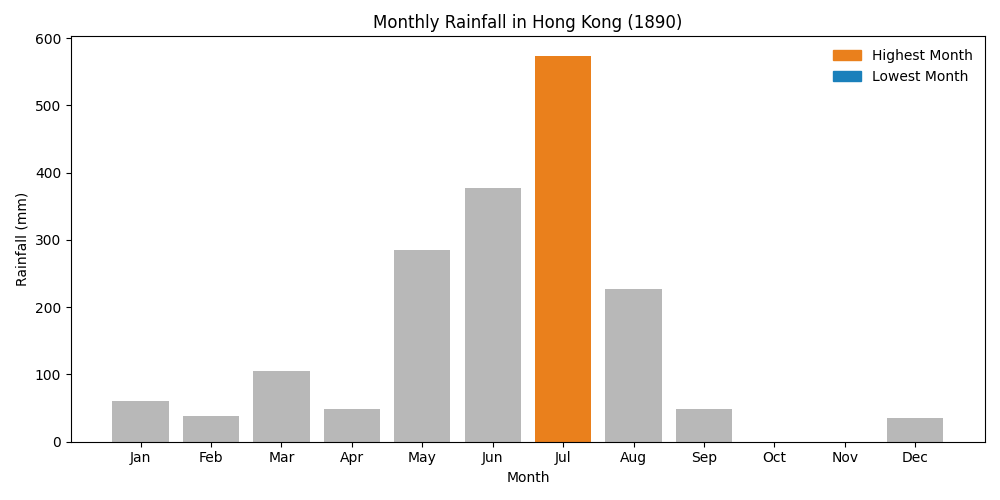 Monthly Rainfall in Hong Kong (1890)
Highest Month
Lowest Month
Rainfall (mm)
600
500
400
300
200
100
0
Jan Feb Mar Apr May Jun Jul Aug Sep Oct Nov Dec
Month